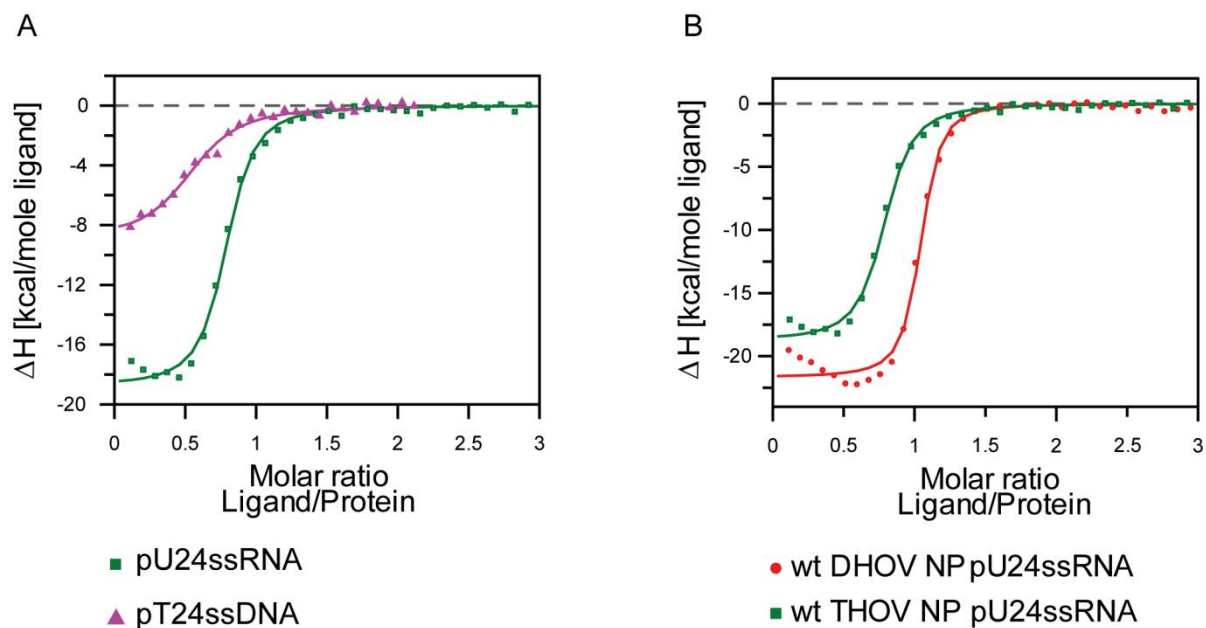 A
B
0
-4
-8
-12
-16
-20
ΔH [kcal/mole ligand]
0 0.5 1 1.5 2 2.5 3
Molar ratio
Ligand/Protein
pU24ssRNA
pT24ssDNA
0
-5
-10
-15
-20
ΔH [kcal/mole ligand]
0 0.5 1 1.5 2 2.5 3
Molar ratio
Ligand/Protein
wt DHOV NP pU24ssRNA
wt THOV NP pU24ssRNA